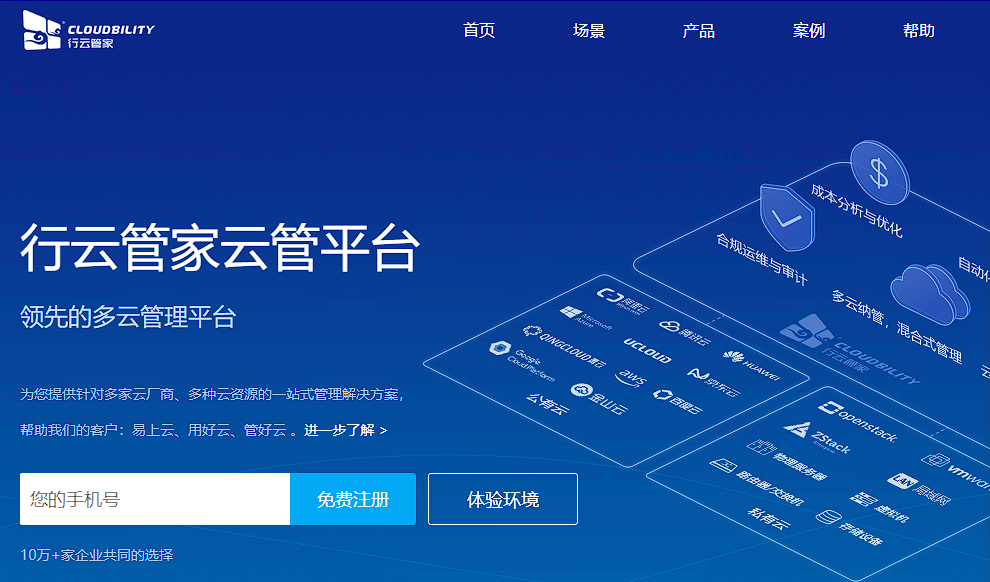 CLOUDBILITY
行云管家
首页
场景
产品
案例
帮助
行云管家云管平台
领先的多云管理平台
为您提供针对多家云厂商、多种云资源的一站式管理解决方案，
帮助我们的客户：易上云、用好云、管好云 。进一步了解 >
您的手机号
免费注册
体验环境
10万+家企业共同的选择
成本分析与优化
合规运维与审计
自动化
多云纳管，混合式管理
CLOUDBILITY
行云管家
阿里云
Microsoft
Azure
腾讯云
HUAWEI
QINGCLOUD青云
UCLOUD
京东云
Google
Cloud Platform
aws
百度云
金山云
公有云
openstack.
ZStack
vmware
物理服务器
LAN
局域网
路由器/交换机
虚拟机
私有云
存储设备